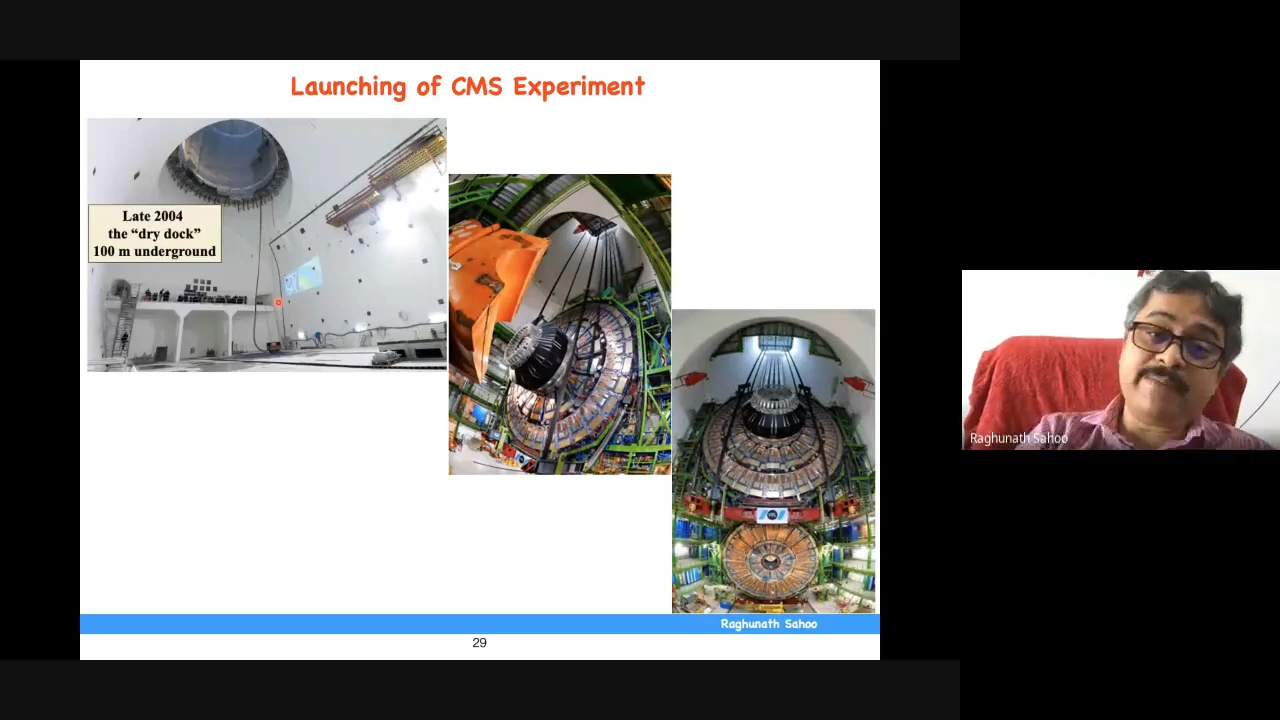 Launching of CMS Experiment
Late 2004
the “dry dock”
100 m underground
Raghunath Sahoo
29
Raghunath Sahoo